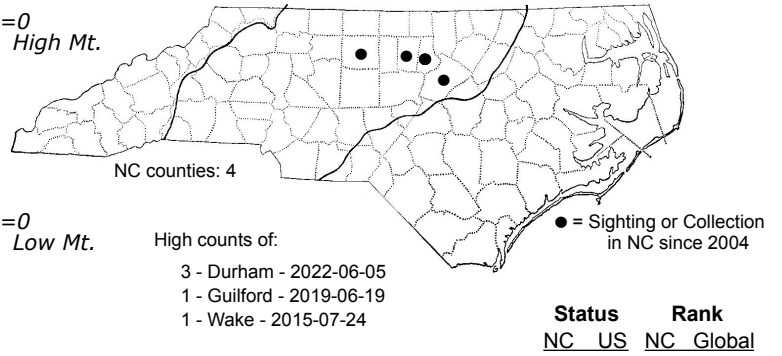 =0
High Mt.
NC counties: 4
=0
Low Mt.
High counts of:
3 - Durham - 2022-06-05
1 - Guilford - 2019-06-19
1 - Wake - 2015-07-24
● = Sighting or Collection
in NC since 2004
Status Rank
NC US NC Global